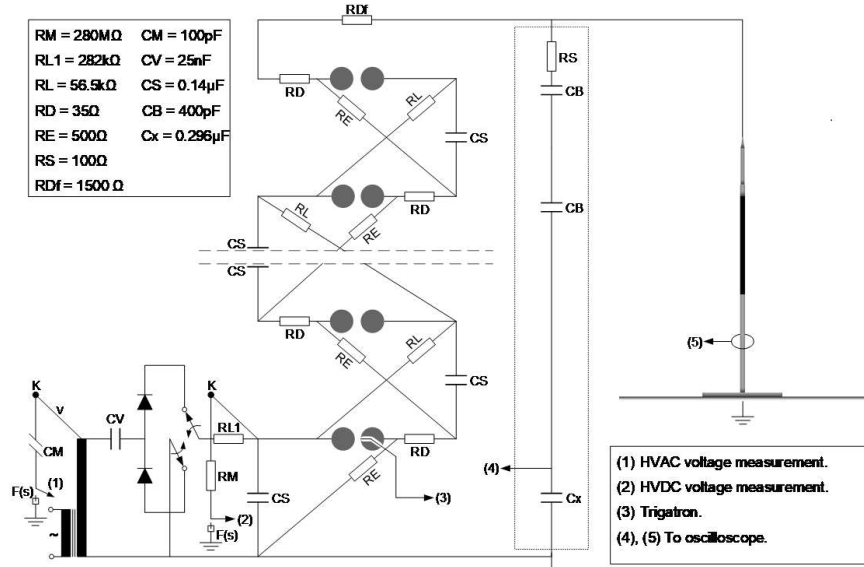 RM = 280MΩ CM = 100pF
RL1 = 282kΩ CV = 25nF
RL = 56.5kΩ CS = 0.14µF
RD = 35Ω CB = 400pF
RE = 500Ω Cx = 0.296µF
RS = 100Ω
RDf = 1500 Ω
RDf
RS
CB
RD
RE
RL
CS
CB
RL
RE
RD
CS
CS
RD
RE
RL
CS
(5)
K
V
CV
K
RL1
CM
RD
RM
RE
(4)
F(s)
(1)
CS
(3)
Cx
(2)
F(s)
~
(1) HVAC voltage measurement.
(2) HVDC voltage measurement.
(3) Trigatron.
(4), (5) To oscilloscope.